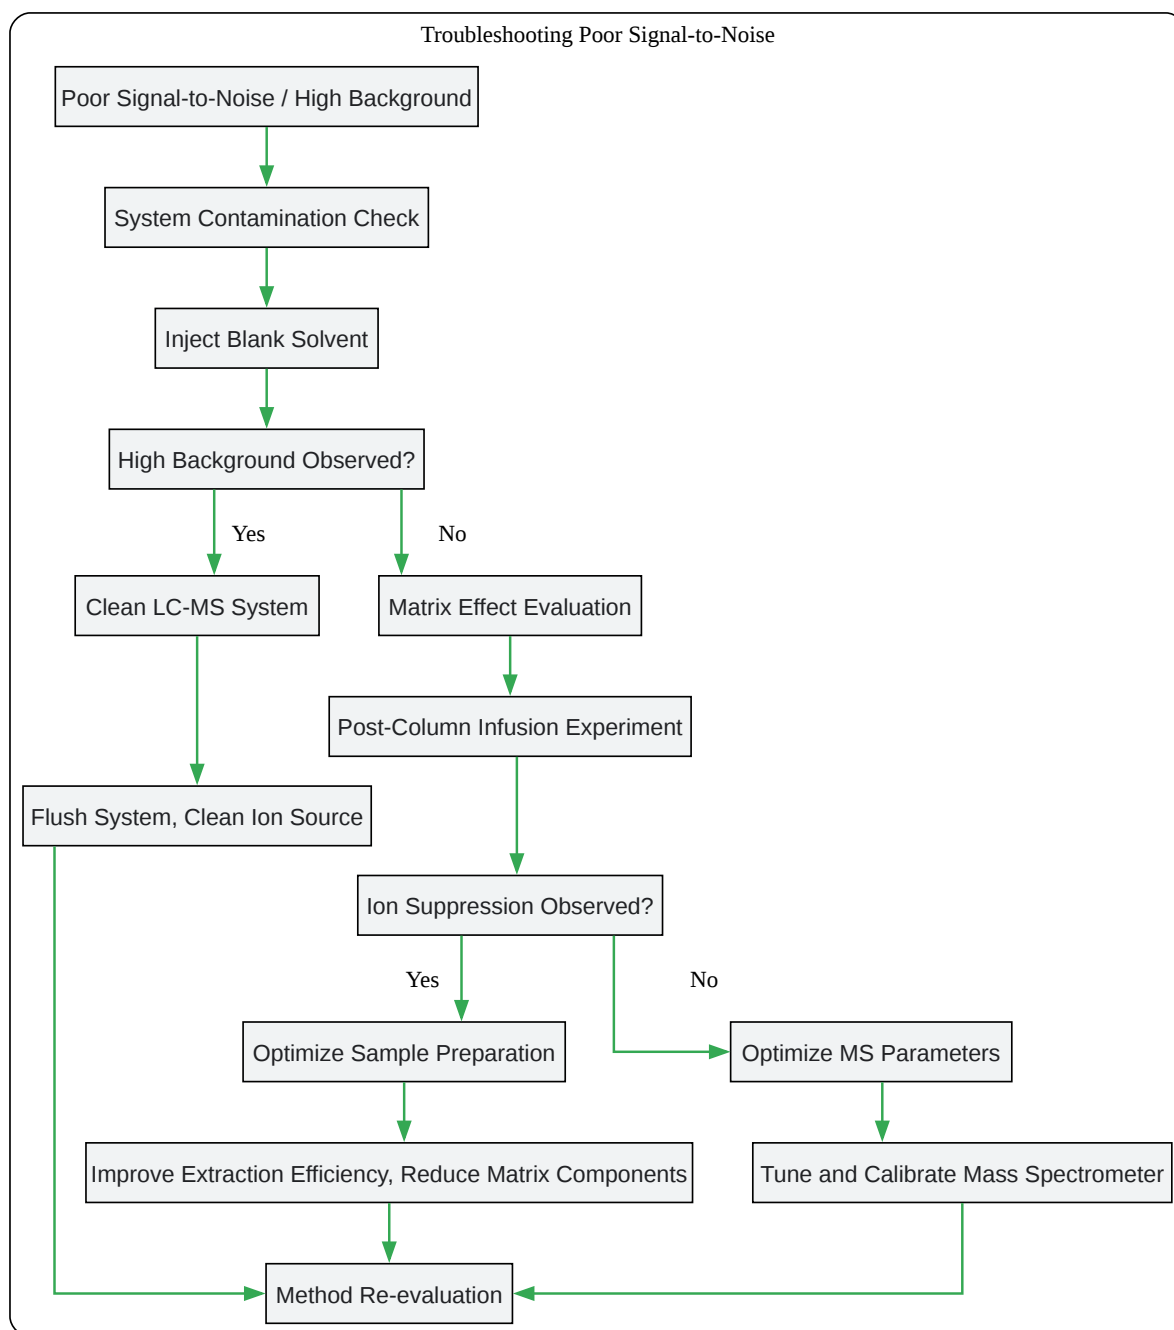 Troubleshooting Poor Signal-to-Noise
Poor Signal-to-Noise / High Background
System Contamination Check
Inject Blank Solvent
High Background Observed?
Yes
No
Clean LC-MS System
Matrix Effect Evaluation
Post-Column Infusion Experiment
Flush System, Clean Ion Source
Ion Suppression Observed?
Yes
No
Optimize Sample Preparation
Optimize MS Parameters
Improve Extraction Efficiency, Reduce Matrix Components
Tune and Calibrate Mass Spectrometer
Method Re-evaluation